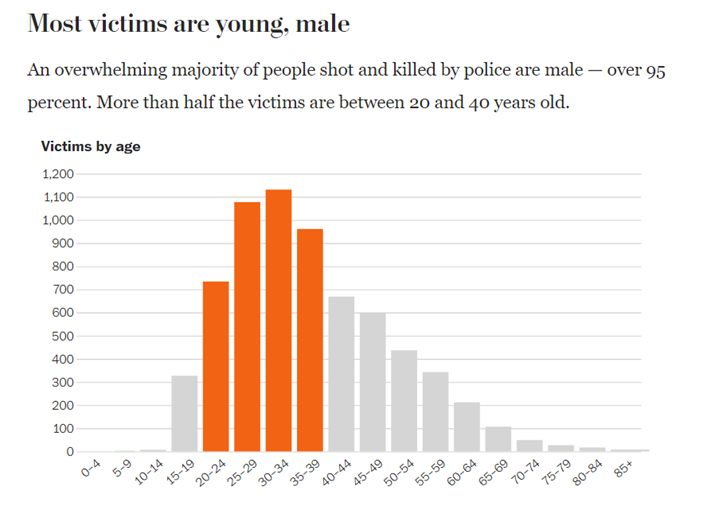 Most victims are young, male
An overwhelming majority of people shot and killed by police are male — over 95
percent. More than half the victims are between 20 and 40 years old.
Victims by age
1,200
1,100
1,000
900
800
700
600
500
400
300
200
100
0
0–4 5–9 10–14 15–19 20–24 25–29 30–34 35–39 40–44 45–49 50–54 55–59 60–64 65–69 70–74 75–79 80–84 85+